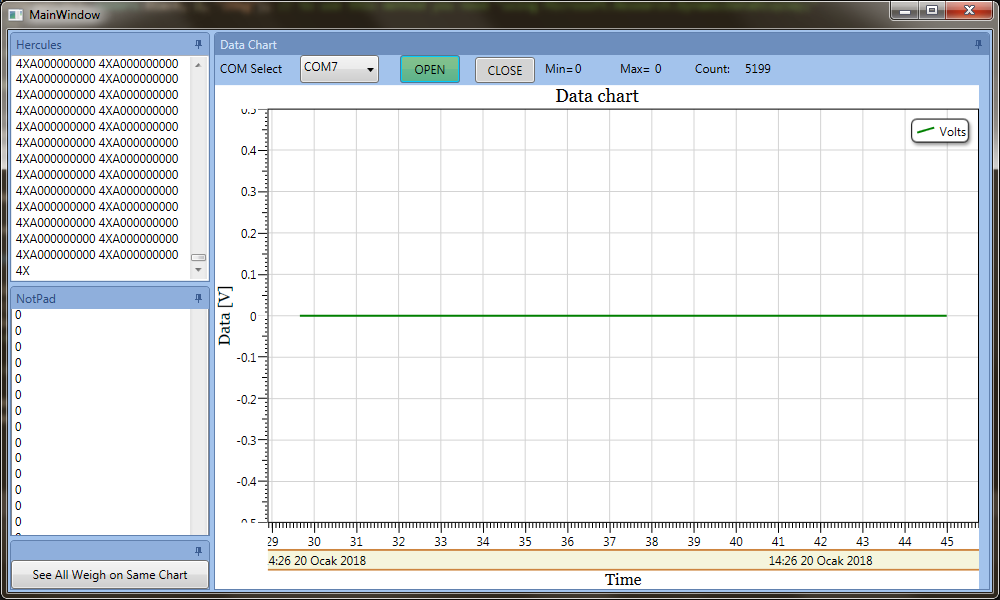 MainWindow
Hercules
4XA000000000 4XA000000000
4XA000000000 4XA000000000
4XA000000000 4XA000000000
4XA000000000 4XA000000000
4XA000000000 4XA000000000
4XA000000000 4XA000000000
4XA000000000 4XA000000000
4XA000000000 4XA000000000
4XA000000000 4XA000000000
4XA000000000 4XA000000000
4XA000000000 4XA000000000
4XA000000000 4XA000000000
4XA000000000 4XA000000000
4X
NotPad
0
0
0
0
0
0
0
0
0
0
0
0
0
0
See All Weigh on Same Chart
Data Chart
COM Select COM7 OPEN CLOSE Min= 0 Max= 0 Count: 5199
Data chart
Volts
Data [V]
0.5
0.4
0.3
0.2
0.1
0
-0.1
-0.2
-0.3
-0.4
-0.5
29 30 31 32 33 34 35 36 37 38 39 40 41 42 43 44 45
4:26 20 Ocak 2018 14:26 20 Ocak 2018
Time